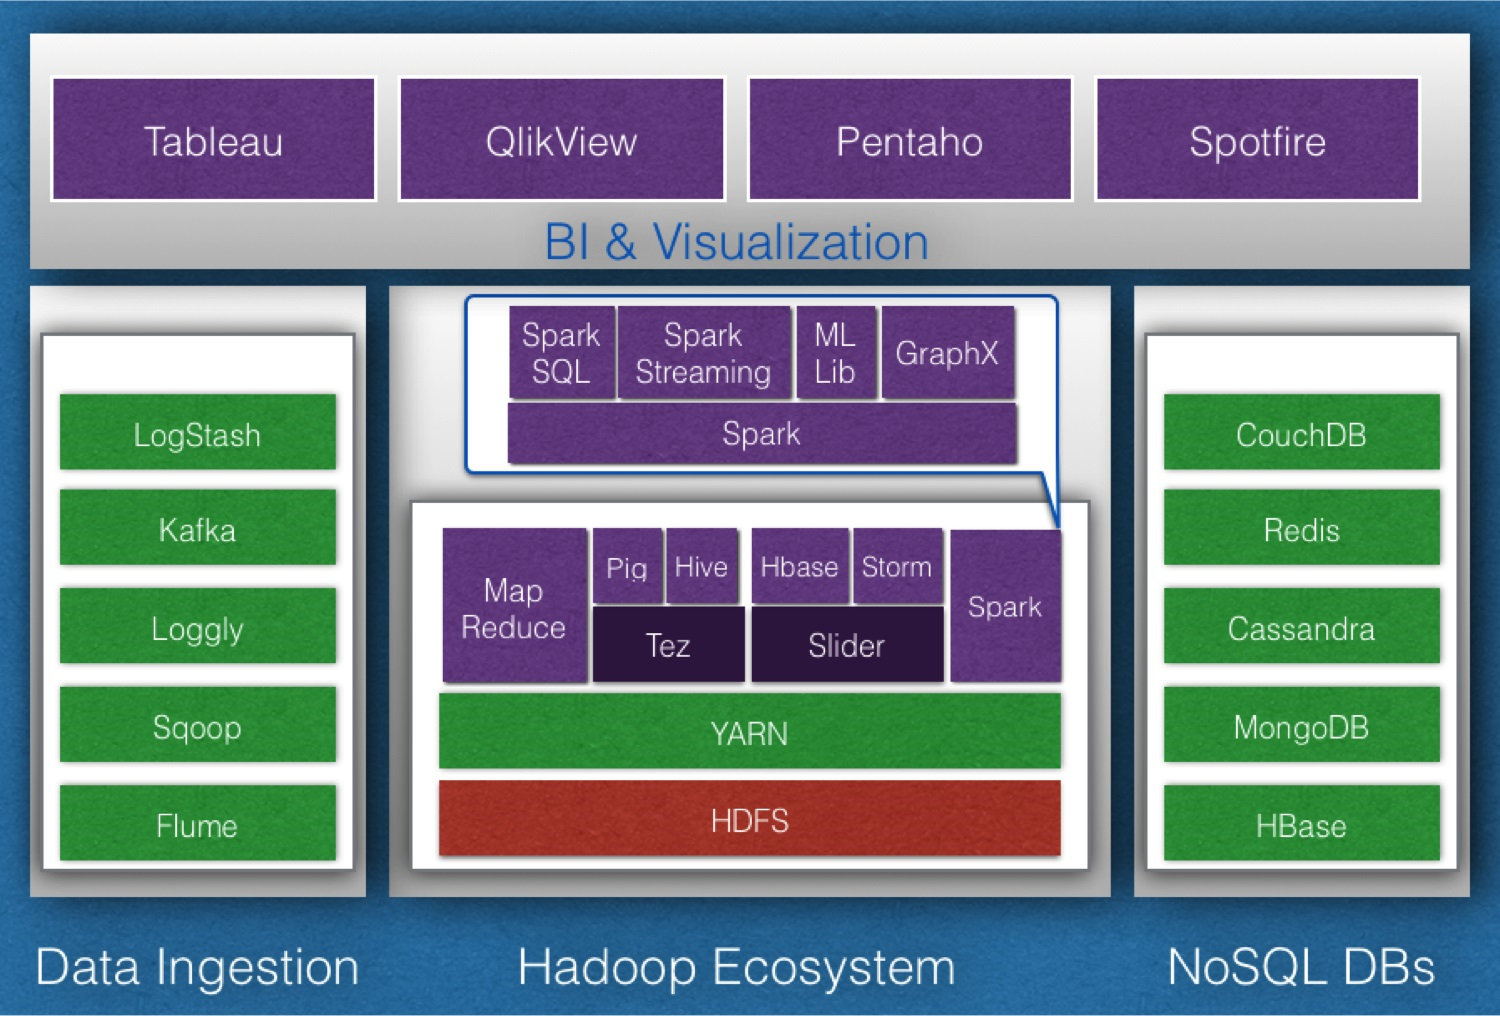 Tableau
QlikView
Pentaho
Spotfire
BI & Visualization
LogStash
Kafka
Loggly
Sqoop
Flume
Data Ingestion
Spark
SQL
Spark
Streaming
ML
Lib
GraphX
Spark
Map
Reduce
Pig
Hive
Hbase
Storm
Spark
Tez
Slider
YARN
HDFS
Hadoop Ecosystem
CouchDB
Redis
Cassandra
MongoDB
HBase
NoSQL DBs